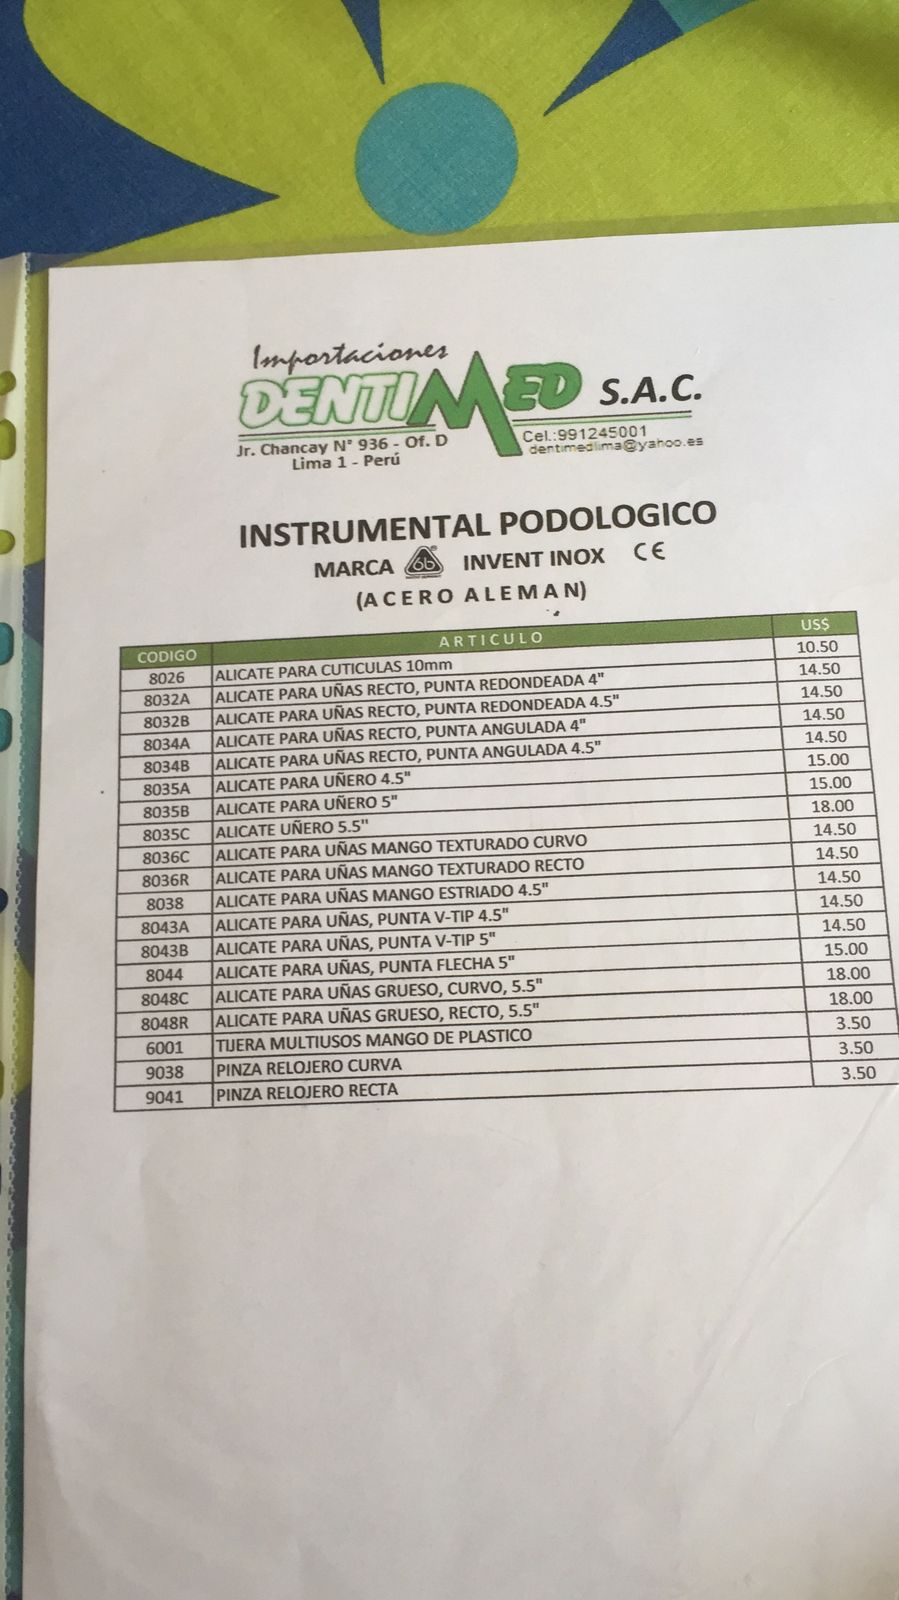 Importaciones
DENTIMED S.A.C.
Jr. Chancay N° 936 - Of. D
Lima 1 - Perú
Cel.:991245001
dentimedlima@yahoo.es
INSTRUMENTAL PODOLOGICO
MARCA 6b INVENT INOX CE
(ACERO ALEMAN)
CODIGO ARTICULO US$
8026 ALICATE PARA CUTICULAS 10mm 10.50
8032A ALICATE PARA UÑAS RECTO, PUNTA REDONDEADA 4" 14.50
8032B ALICATE PARA UÑAS RECTO, PUNTA REDONDEADA 4.5" 14.50
8034A ALICATE PARA UÑAS RECTO, PUNTA ANGULADA 4" 14.50
8034B ALICATE PARA UÑAS RECTO, PUNTA ANGULADA 4.5" 14.50
8035A ALICATE PARA UÑERO 4.5" 15.00
8035B ALICATE PARA UÑERO 5" 15.00
8035C ALICATE UÑERO 5.5" 18.00
8036C ALICATE PARA UÑAS MANGO TEXTURADO CURVO 14.50
8036R ALICATE PARA UÑAS MANGO TEXTURADO RECTO 14.50
8038 ALICATE PARA UÑAS MANGO ESTRIADO 4.5" 14.50
8043A ALICATE PARA UÑAS, PUNTA V-TIP 4.5" 14.50
8043B ALICATE PARA UÑAS, PUNTA V-TIP 5" 14.50
8044 ALICATE PARA UÑAS, PUNTA FLECHA 5" 15.00
8048C ALICATE PARA UÑAS GRUESO, CURVO, 5.5" 18.00
8048R ALICATE PARA UÑAS GRUESO, RECTO, 5.5" 18.00
6001 TIJERA MULTIUSOS MANGO DE PLASTICO 3.50
9038 PINZA RELOJERO CURVA 3.50
9041 PINZA RELOJERO RECTA 3.50